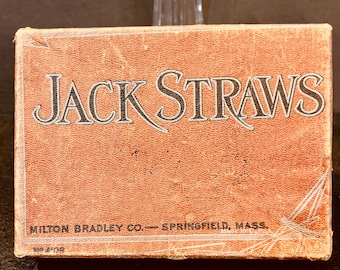 JACK STRAWS
MILTON BRADLEY CO.— SPRINGFIELD, MASS.